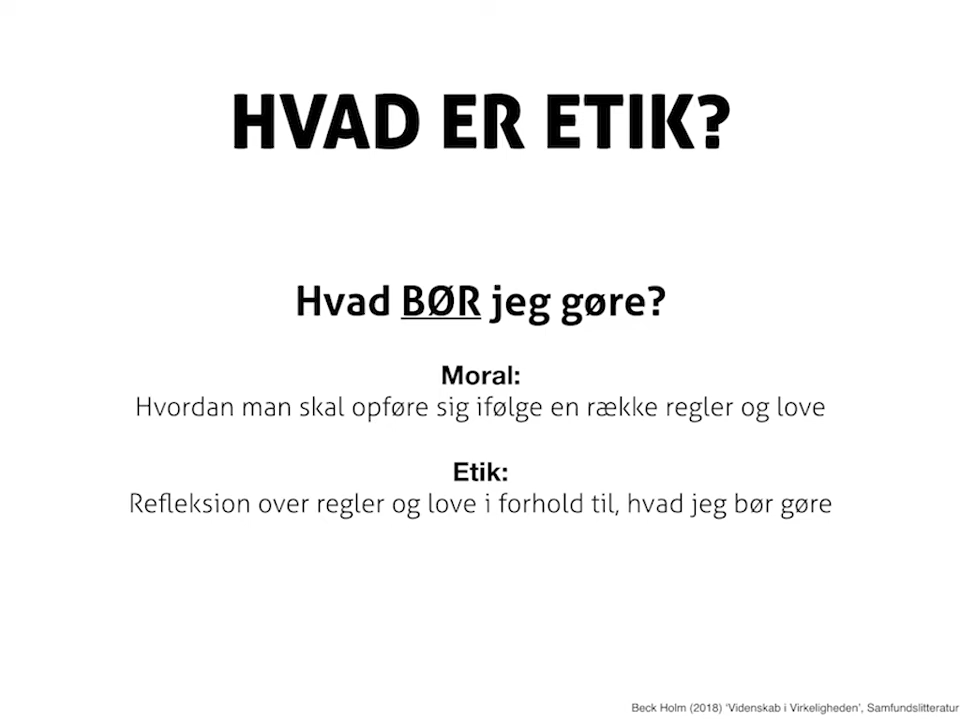 HVAD ER ETIK?
Hvad BØR jeg gøre?
Moral:
Hvordan man skal opføre sig ifølge en række regler og love
Etik:
Refleksion over regler og love i forhold til, hvad jeg bør gøre
Beck Holm (2018) ‘Videnskab i Virkeligheden’, Samfundslitteratur